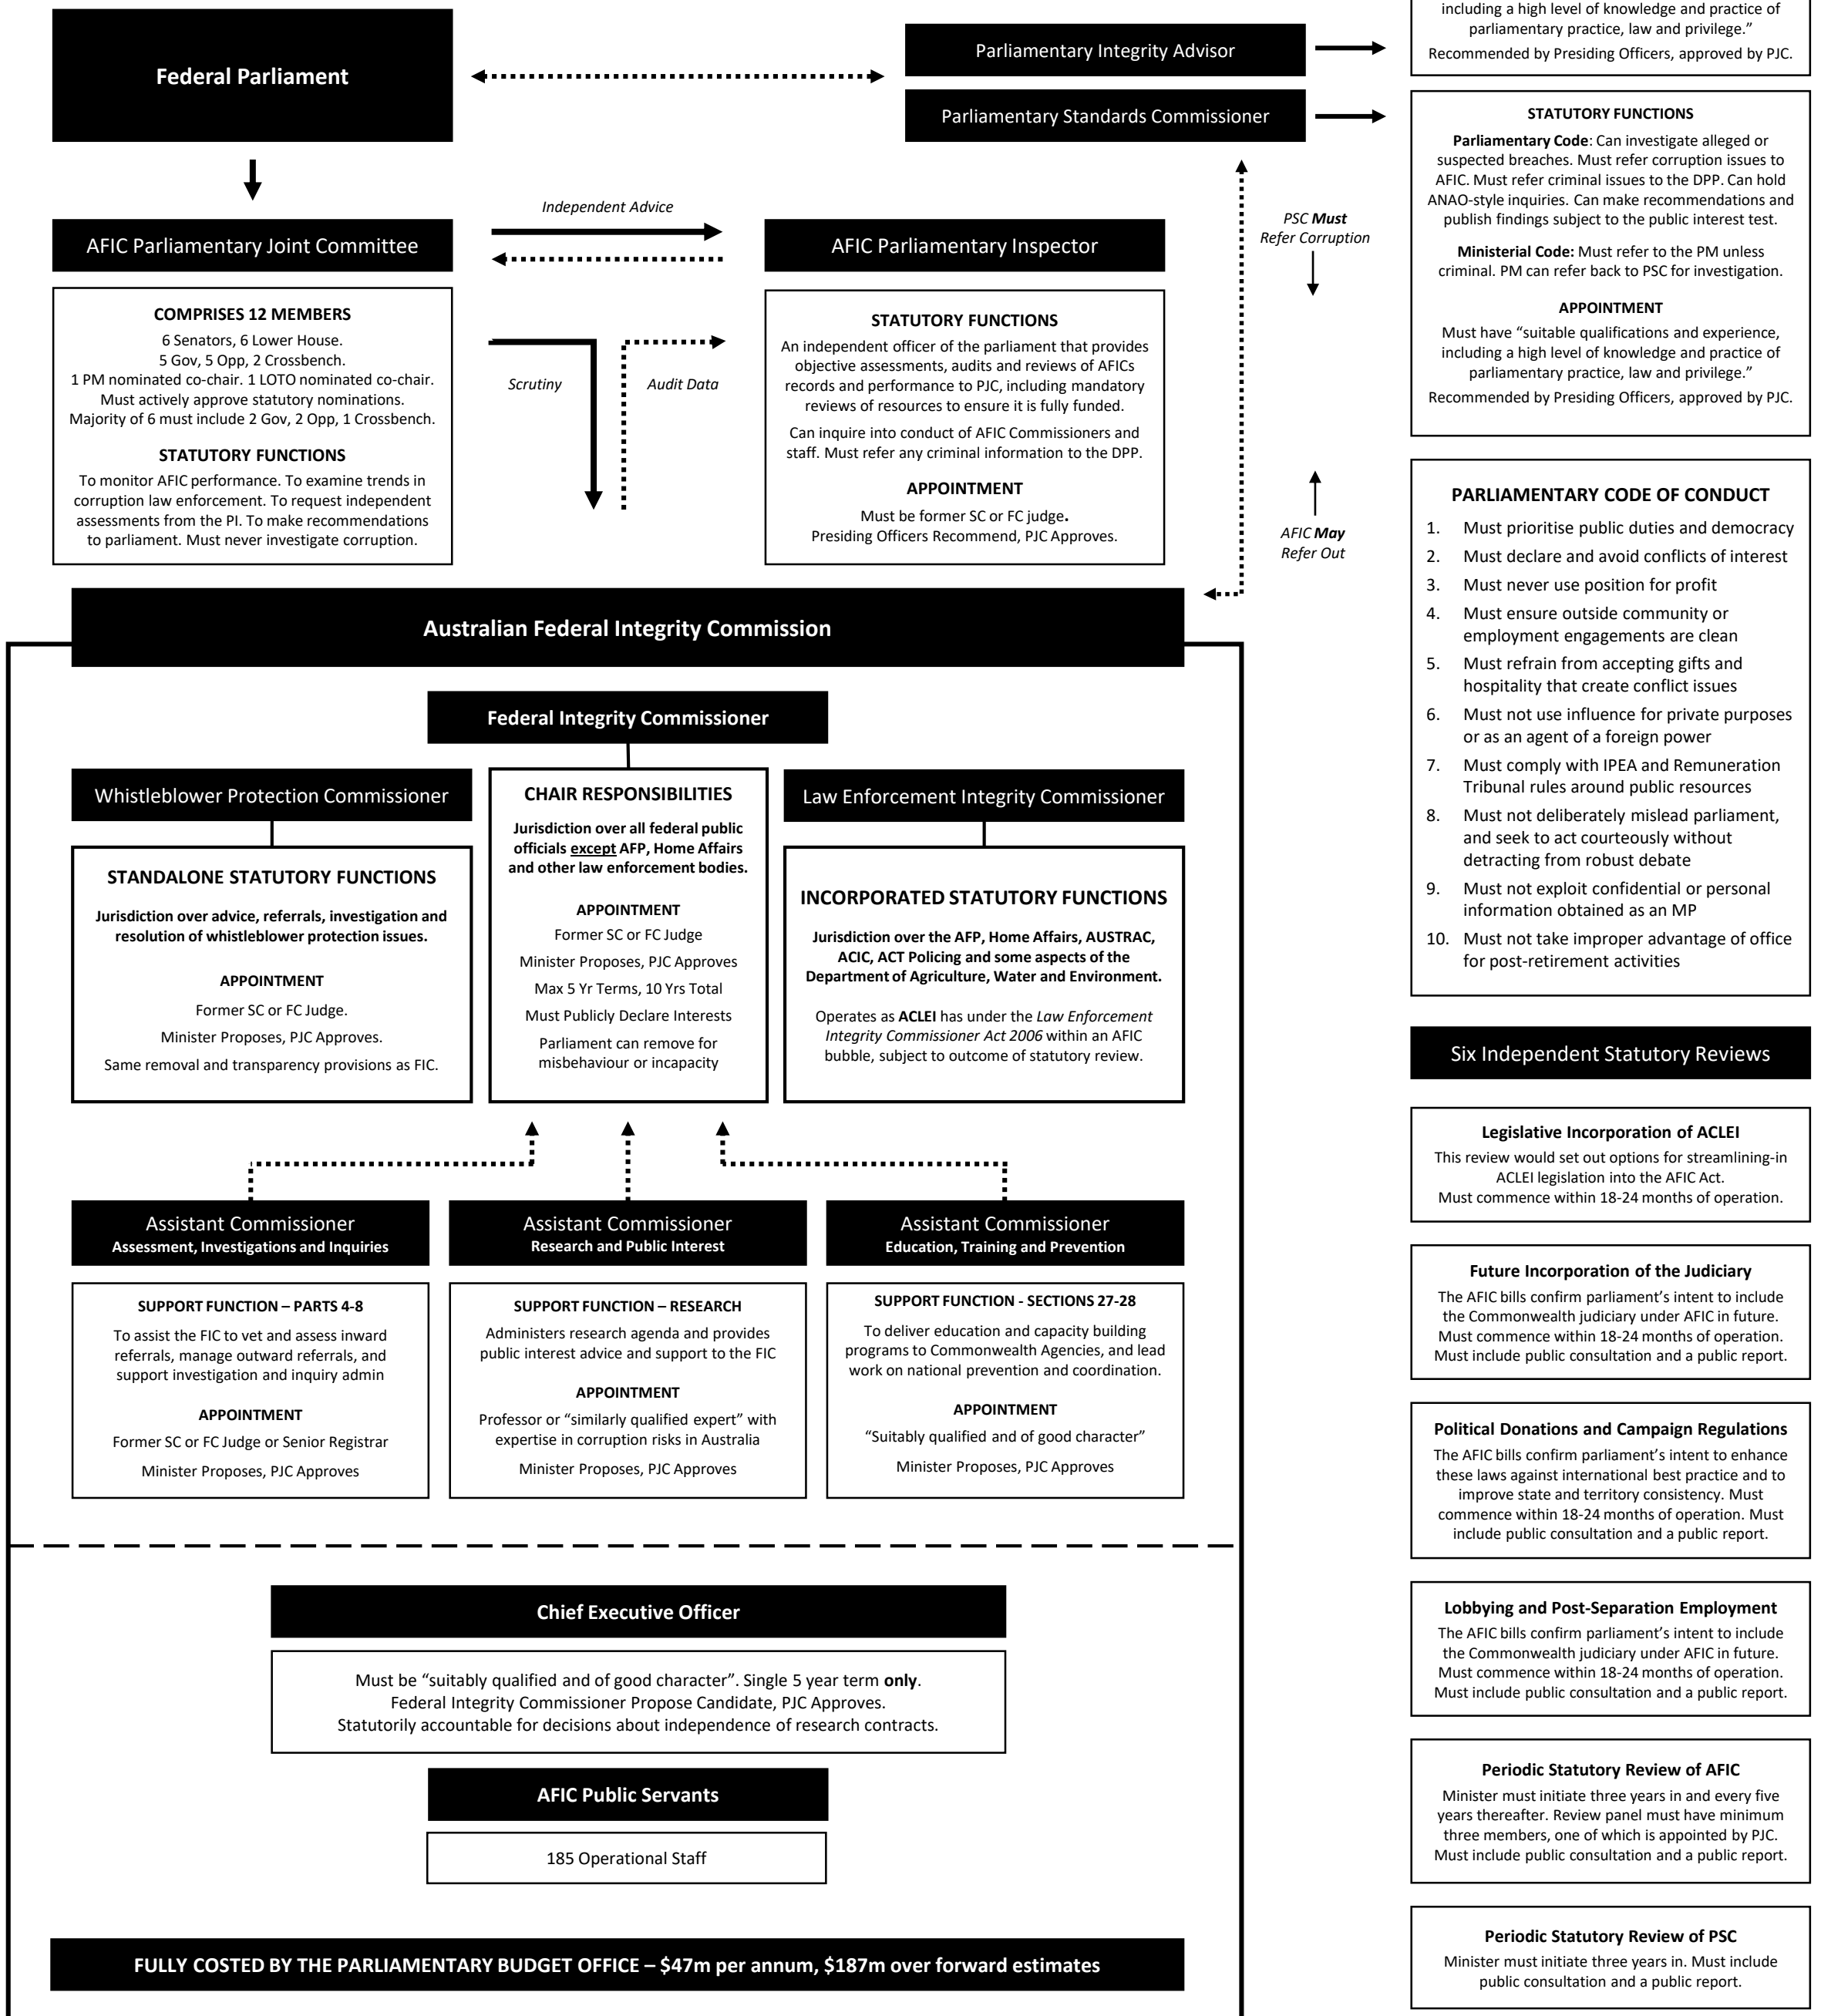 Federal Parliament
Parliamentary Integrity Advisor
Parliamentary Standards Commissioner
including a high level of knowledge and practice of
parliamentary practice, law and privilege.”
Recommended by Presiding Officers, approved by PJC.
STATUTORY FUNCTIONS
Parliamentary Code: Can investigate alleged or
suspected breaches. Must refer corruption issues to
AFIC. Must refer criminal issues to the DPP. Can hold
ANAO-style inquiries. Can make recommendations and
publish findings subject to the public interest test.
Ministerial Code: Must refer to the PM unless
criminal. PM can refer back to PSC for investigation.
APPOINTMENT
Must have “suitable qualifications and experience,
including a high level of knowledge and practice of
parliamentary practice, law and privilege.”
Recommended by Presiding Officers, approved by PJC.
AFIC Parliamentary Joint Committee
Independent Advice
AFIC Parliamentary Inspector
PSC Must
Refer Corruption
COMPRISES 12 MEMBERS
6 Senators, 6 Lower House.
5 Gov, 5 Opp, 2 Crossbench.
1 PM nominated co-chair. 1 LOTO nominated co-chair.
Must actively approve statutory nominations.
Majority of 6 must include 2 Gov, 2 Opp, 1 Crossbench.
STATUTORY FUNCTIONS
To monitor AFIC performance. To examine trends in
corruption law enforcement. To request independent
assessments from the PI. To make recommendations
to parliament. Must never investigate corruption.
Scrutiny
Audit Data
STATUTORY FUNCTIONS
An independent officer of the parliament that provides
objective assessments, audits and reviews of AFICs
records and performance to PJC, including mandatory
reviews of resources to ensure it is fully funded.
Can inquire into conduct of AFIC Commissioners and
staff. Must refer any criminal information to the DPP.
APPOINTMENT
Must be former SC or FC judge.
Presiding Officers Recommend, PJC Approves.
AFIC May
Refer Out
PARLIAMENTARY CODE OF CONDUCT
1. Must prioritise public duties and democracy
2. Must declare and avoid conflicts of interest
3. Must never use position for profit
4. Must ensure outside community or
employment engagements are clean
5. Must refrain from accepting gifts and
hospitality that create conflict issues
6. Must not use influence for private purposes
or as an agent of a foreign power
7. Must comply with IPEA and Remuneration
Tribunal rules around public resources
8. Must not deliberately mislead parliament,
and seek to act courteously without
detracting from robust debate
9. Must not exploit confidential or personal
information obtained as an MP
10. Must not take improper advantage of office
for post-retirement activities
Australian Federal Integrity Commission
Federal Integrity Commissioner
Whistleblower Protection Commissioner
STANDALONE STATUTORY FUNCTIONS
Jurisdiction over advice, referrals, investigation and
resolution of whistleblower protection issues.
APPOINTMENT
Former SC or FC Judge.
Minister Proposes, PJC Approves.
Same removal and transparency provisions as FIC.
CHAIR RESPONSIBILITIES
Jurisdiction over all federal public
officials except AFP, Home Affairs
and other law enforcement bodies.
APPOINTMENT
Former SC or FC Judge
Minister Proposes, PJC Approves
Max 5 Yr Terms, 10 Yrs Total
Must Publicly Declare Interests
Parliament can remove for
misbehaviour or incapacity
Law Enforcement Integrity Commissioner
INCORPORATED STATUTORY FUNCTIONS
Jurisdiction over the AFP, Home Affairs, AUSTRAC,
ACIC, ACT Policing and some aspects of the
Department of Agriculture, Water and Environment.
Operates as ACLEI has under the Law Enforcement
Integrity Commissioner Act 2006 within an AFIC
bubble, subject to outcome of statutory review.
Assistant Commissioner
Assessment, Investigations and Inquiries
SUPPORT FUNCTION – PARTS 4-8
To assist the FIC to vet and assess inward
referrals, manage outward referrals, and
support investigation and inquiry admin
APPOINTMENT
Former SC or FC Judge or Senior Registrar
Minister Proposes, PJC Approves
Assistant Commissioner
Research and Public Interest
SUPPORT FUNCTION – RESEARCH
Administers research agenda and provides
public interest advice and support to the FIC
APPOINTMENT
Professor or “similarly qualified expert” with
expertise in corruption risks in Australia
Minister Proposes, PJC Approves
Assistant Commissioner
Education, Training and Prevention
SUPPORT FUNCTION - SECTIONS 27-28
To deliver education and capacity building
programs to Commonwealth Agencies, and lead
work on national prevention and coordination.
APPOINTMENT
“Suitably qualified and of good character”
Minister Proposes, PJC Approves
Chief Executive Officer
Must be “suitably qualified and of good character”. Single 5 year term only.
Federal Integrity Commissioner Propose Candidate, PJC Approves.
Statutorily accountable for decisions about independence of research contracts.
AFIC Public Servants
185 Operational Staff
FULLY COSTED BY THE PARLIAMENTARY BUDGET OFFICE – $47m per annum, $187m over forward estimates
Six Independent Statutory Reviews
Legislative Incorporation of ACLEI
This review would set out options for streamlining-in
ACLEI legislation into the AFIC Act.
Must commence within 18-24 months of operation.
Future Incorporation of the Judiciary
The AFIC bills confirm parliament’s intent to include
the Commonwealth judiciary under AFIC in future.
Must commence within 18-24 months of operation.
Must include public consultation and a public report.
Political Donations and Campaign Regulations
The AFIC bills confirm parliament’s intent to enhance
these laws against international best practice and to
improve state and territory consistency. Must
commence within 18-24 months of operation. Must
include public consultation and a public report.
Lobbying and Post-Separation Employment
The AFIC bills confirm parliament’s intent to include
the Commonwealth judiciary under AFIC in future.
Must commence within 18-24 months of operation.
Must include public consultation and a public report.
Periodic Statutory Review of AFIC
Minister must initiate three years in and every five
years thereafter. Review panel must have minimum
three members, one of which is appointed by PJC.
Must include public consultation and a public report.
Periodic Statutory Review of PSC
Minister must initiate three years in. Must include
public consultation and a public report.